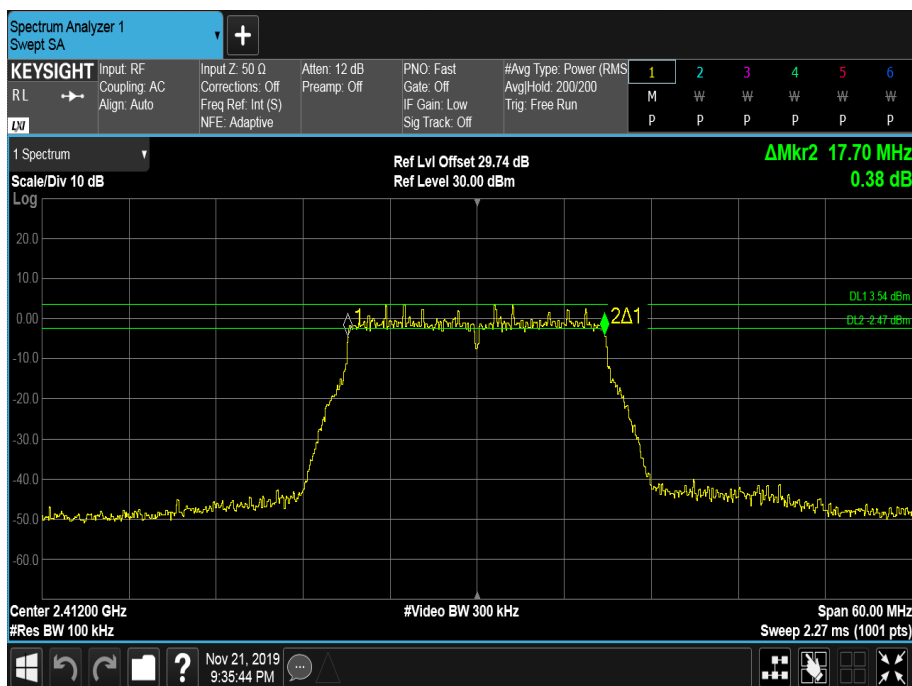 Spectrum Analyzer 1
Swept SA
KEYSIGHT
RL
LXI
Input: RF
Coupling: AC
Align: Auto
Input Z: 50 Ω
Corrections: Off
Freq Ref: Int (S)
NFE: Adaptive
Atten: 12 dB
Preamp: Off
PNO: Fast
Gate: Off
IF Gain: Low
Sig Track: Off
#Avg Type: Power (RMS
Avg|Hold: 200/200
Trig: Free Run
1 2 3 4 5 6
M W W W W W
P P P P P P
1 Spectrum
Scale/Div 10 dB
Log
Ref Lvl Offset 29.74 dB
Ref Level 30.00 dBm
ΔMkr2 17.70 MHz
0.38 dB
20.0
10.0
DL1 3.54 dBm
0.00
1
2Δ1
DL2 -2.47 dBm
-10.0
-20.0
-30.0
-40.0
-50.0
-60.0
Center 2.41200 GHz
#Res BW 100 kHz
#Video BW 300 kHz
Span 60.00 MHz
Sweep 2.27 ms (1001 pts)
?
Nov 21, 2019
9:35:44 PM